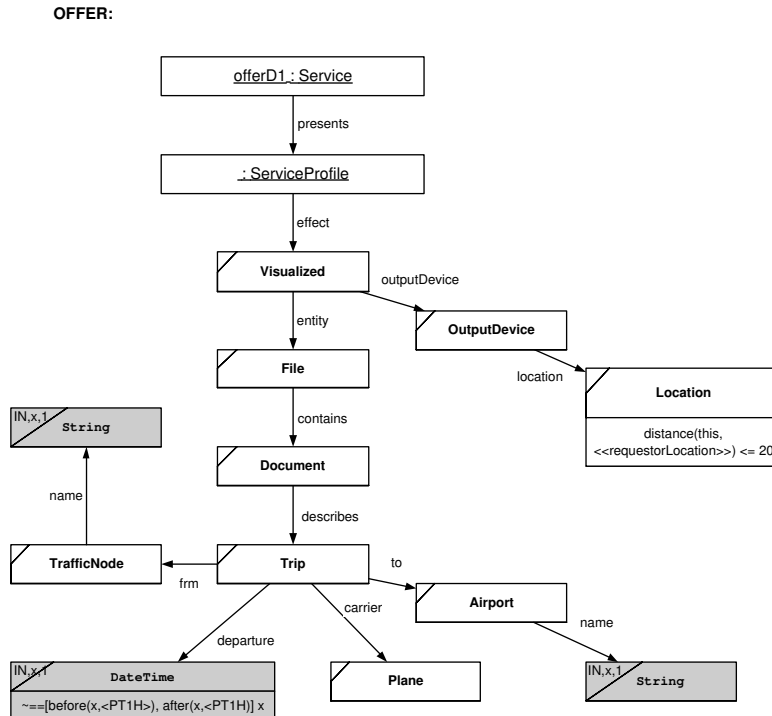 OFFER:
offerD1 : Service
presents
: ServiceProfile
effect
Visualized
outputDevice
entity
OutputDevice
File
location
Location
distance(this,
<<requestorLocation>>) <= 20
contains
IN,x,1
String
Document
name
describes
TrafficNode
frm
Trip
to
Airport
carrier
name
departure
IN,x,1
DateTime
~==[before(x,<PT1H>), after(x,<PT1H)] x
Plane
IN,x,1
String